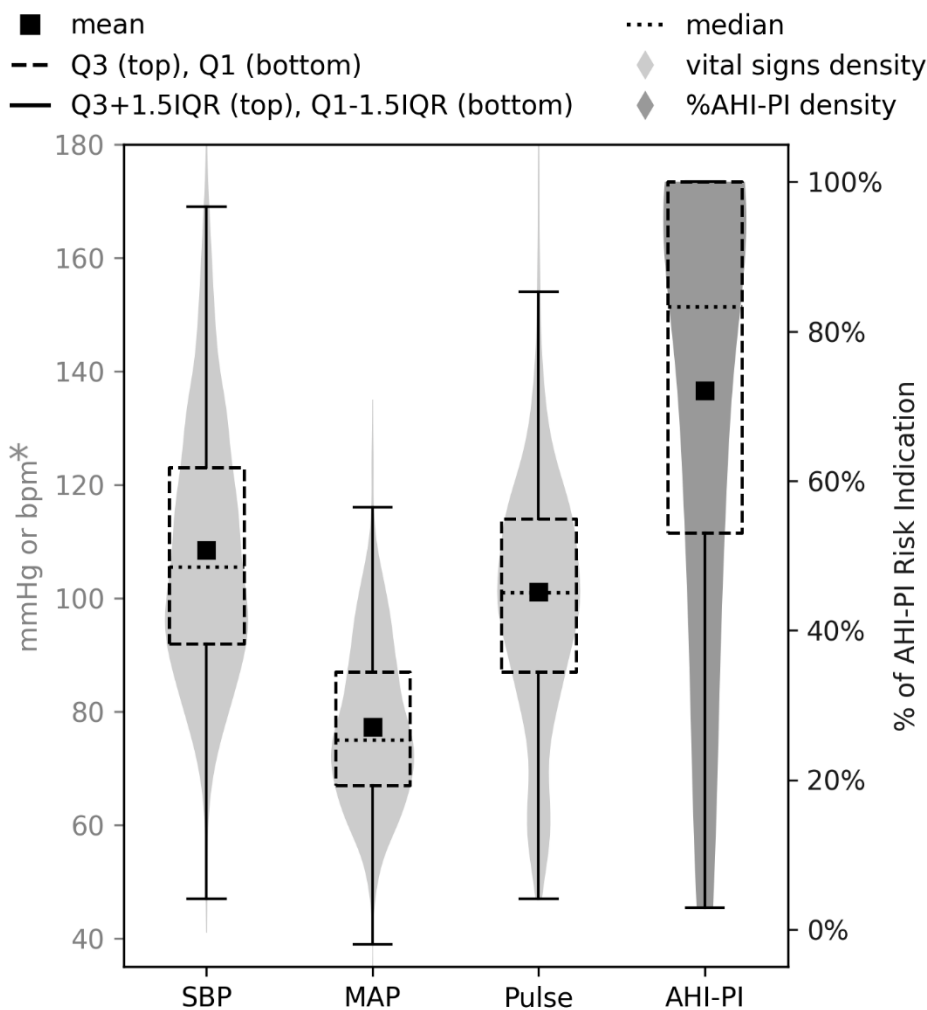 mean
Q3 (top), Q1 (bottom)
Q3+1.5IQR (top), Q1-1.5IQR (bottom)
median
vital signs density
%AHI-PI density
180
160
140
120
100
80
60
40
mmHg or bpm*
100%
80%
60%
40%
20%
0%
% of AHI-PI Risk Indication
SBP MAP Pulse AHI-PI